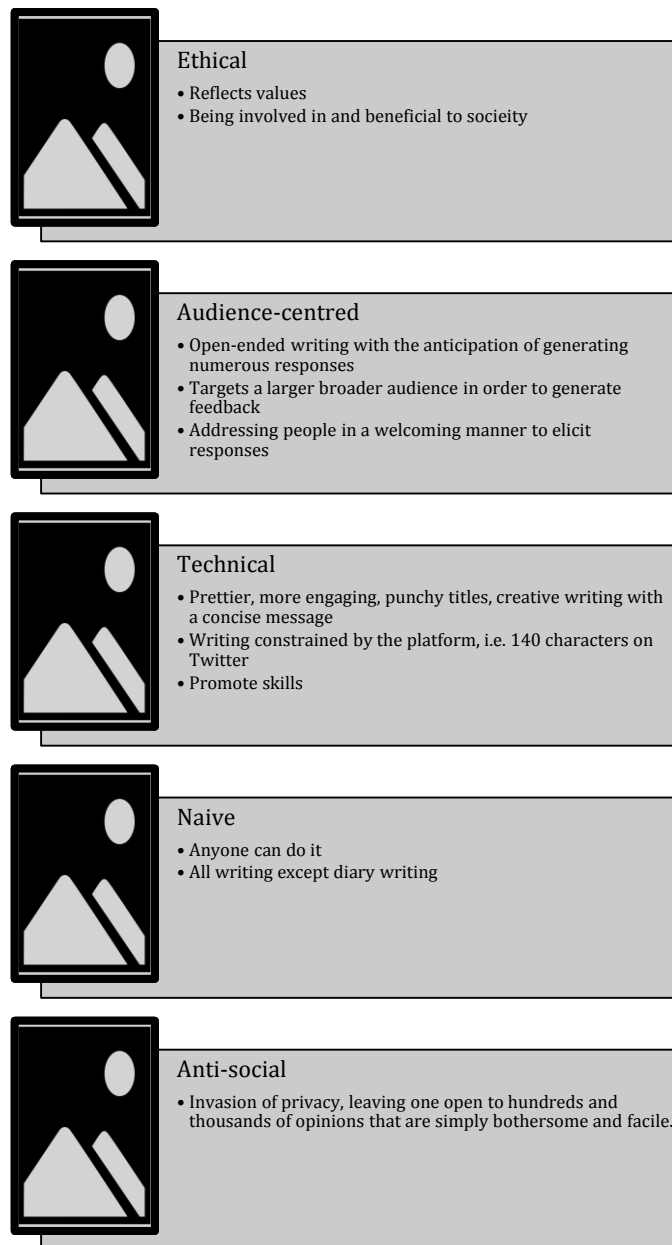 Ethical
• Reflects values
• Being involved in and beneficial to socieity
Audience-centred
• Open-ended writing with the anticipation of generating
numerous responses
• Targets a larger broader audience in order to generate
feedback
• Addressing people in a welcoming manner to elicit
responses
Technical
• Prettier, more engaging, punchy titles, creative writing with
a concise message
• Writing constrained by the platform, i.e. 140 characters on
Twitter
• Promote skills
Naive
• Anyone can do it
• All writing except diary writing
Anti-social
• Invasion of privacy, leaving one open to hundreds and
thousands of opinions that are simply bothersome and facile.